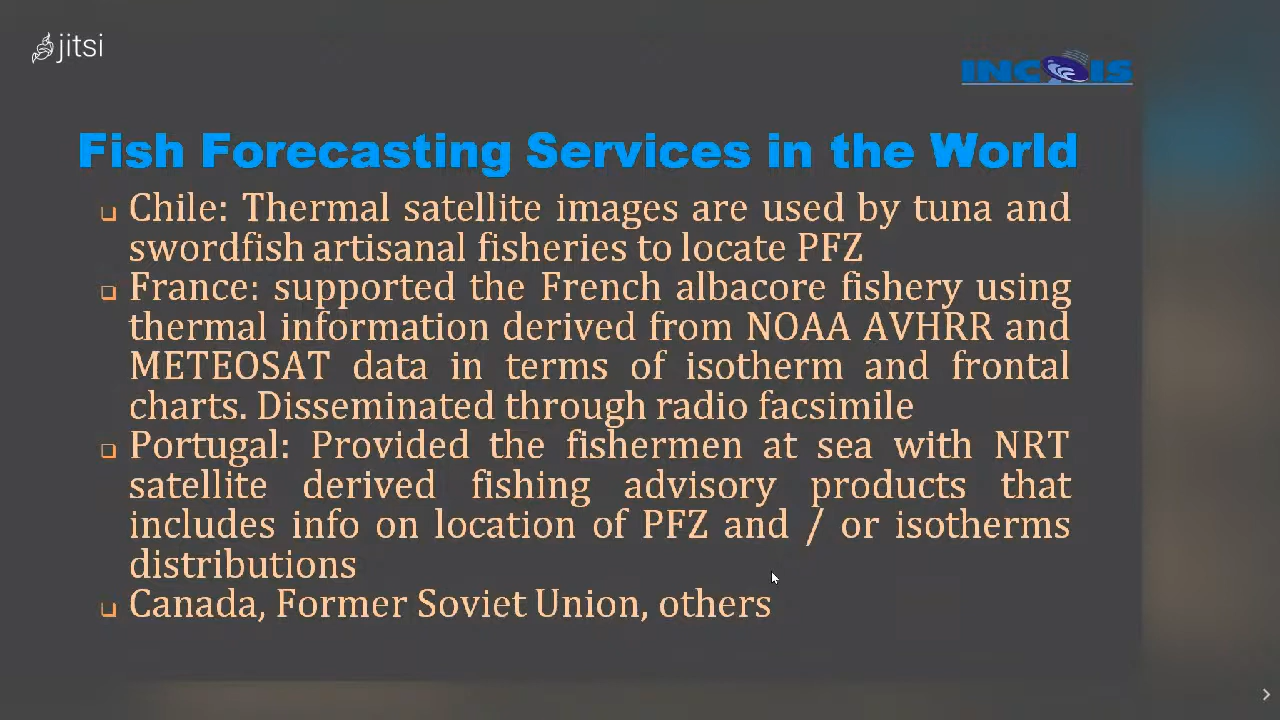 jitsi
INCOIS
Fish Forecasting Services in the World
Chile: Thermal satellite images are used by tuna and
swordfish artisanal fisheries to locate PFZ
France: supported the French albacore fishery using
thermal information derived from NOAA AVHRR and
METEOSAT data in terms of isotherm and frontal
charts. Disseminated through radio facsimile
Portugal: Provided the fishermen at sea with NRT
satellite derived fishing advisory products that
includes info on location of PFZ and / or isotherms
distributions
Canada, Former Soviet Union, others